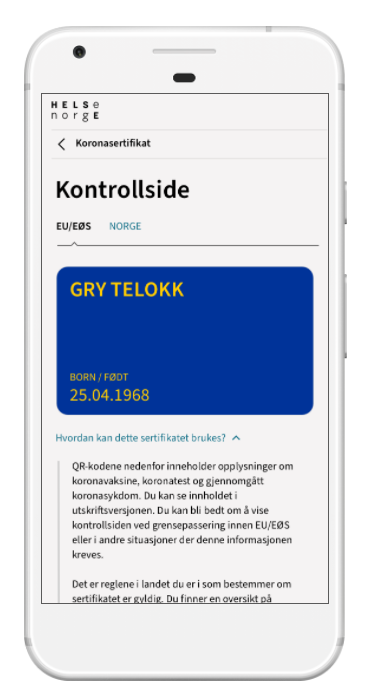 HELSe
norgE
Koronasertifikat
Kontrollside
EU/EØS NORGE
GRY TELOKK
BORN / FØDT
25.04.1968
Hvordan kan dette sertifikatet brukes?
QR-kodene nedenfor inneholder opplysninger om
koronavaksine, koronatest og gjennomgått
koronasykdom. Du kan se innholdet i
utskriftsversjonen. Du kan bli bedt om å vise
kontrollsiden ved grensepassering innen EU/EØS
eller i andre situasjoner der denne informasjonen
kreves.
Det er reglene i landet du er i som bestemmer om
sertifikatet er gyldig. Du finner en oversikt på